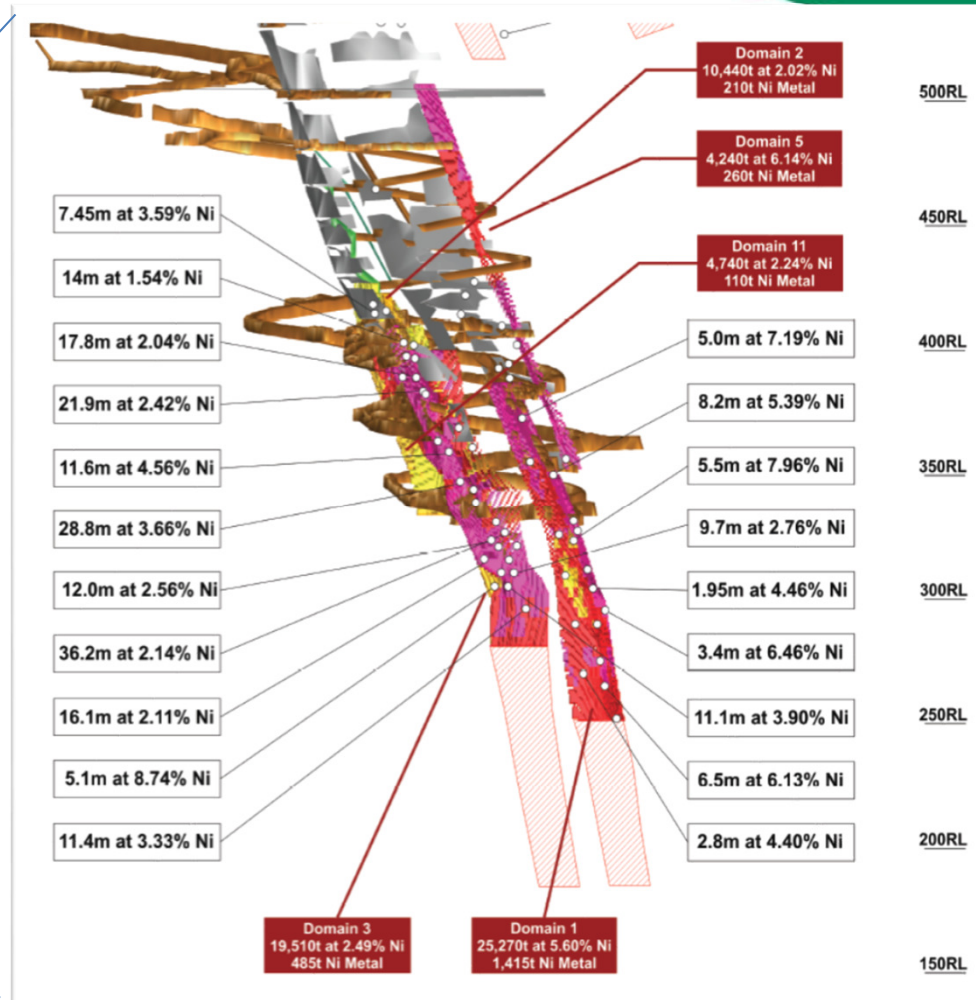 Domain 2
10,440t at 2.02% Ni
210t Ni Metal
500RL
Domain 5
4,240t at 6.14% Ni
260t Ni Metal
7.45m at 3.59% Ni
450RL
Domain 11
4,740t at 2.24% Ni
110t Ni Metal
14m at 1.54% Ni
17.8m at 2.04% Ni
5.0m at 7.19% Ni
400RL
21.9m at 2.42% Ni
8.2m at 5.39% Ni
11.6m at 4.56% Ni
5.5m at 7.96% Ni
350RL
28.8m at 3.66% Ni
9.7m at 2.76% Ni
12.0m at 2.56% Ni
1.95m at 4.46% Ni
300RL
36.2m at 2.14% Ni
3.4m at 6.46% Ni
16.1m at 2.11% Ni
11.1m at 3.90% Ni
250RL
5.1m at 8.74% Ni
6.5m at 6.13% Ni
11.4m at 3.33% Ni
2.8m at 4.40% Ni
200RL
Domain 3
19,510t at 2.49% Ni
485t Ni Metal
Domain 1
25,270t at 5.60% Ni
1,415t Ni Metal
150RL